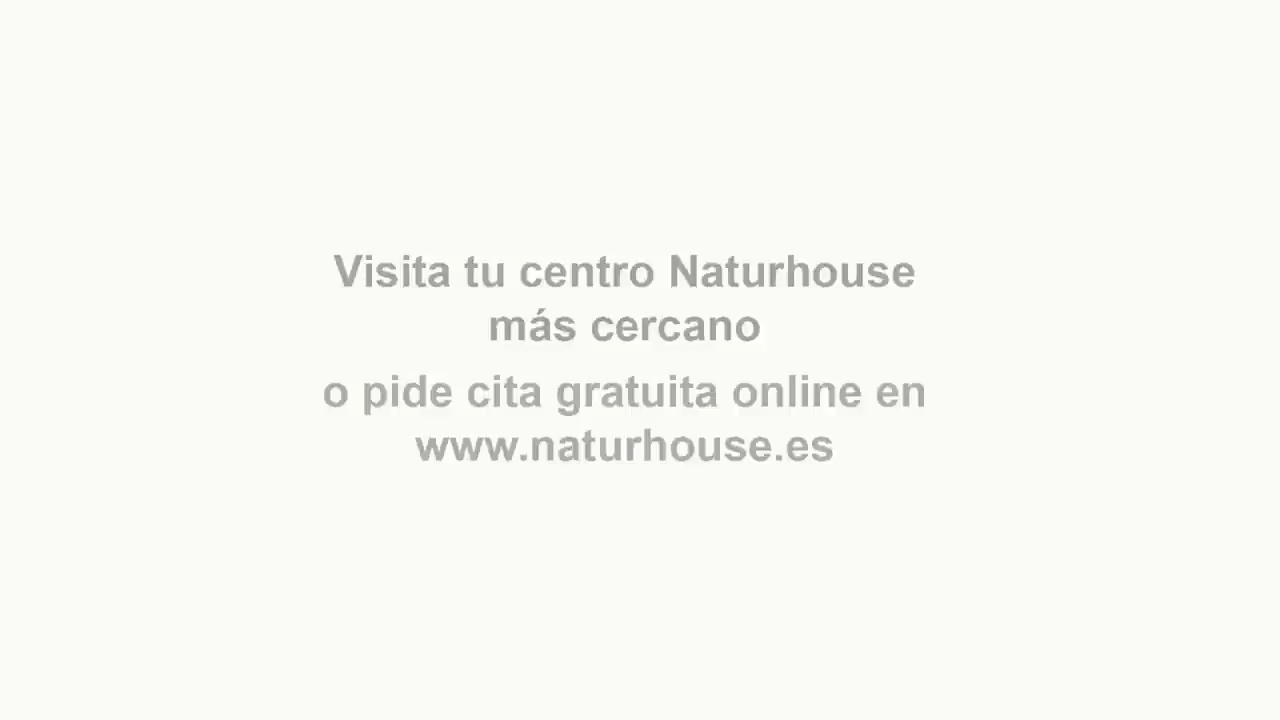 Visita tu centro Naturhouse
más cercano
o pide cita gratuita online en
www.naturhouse.es